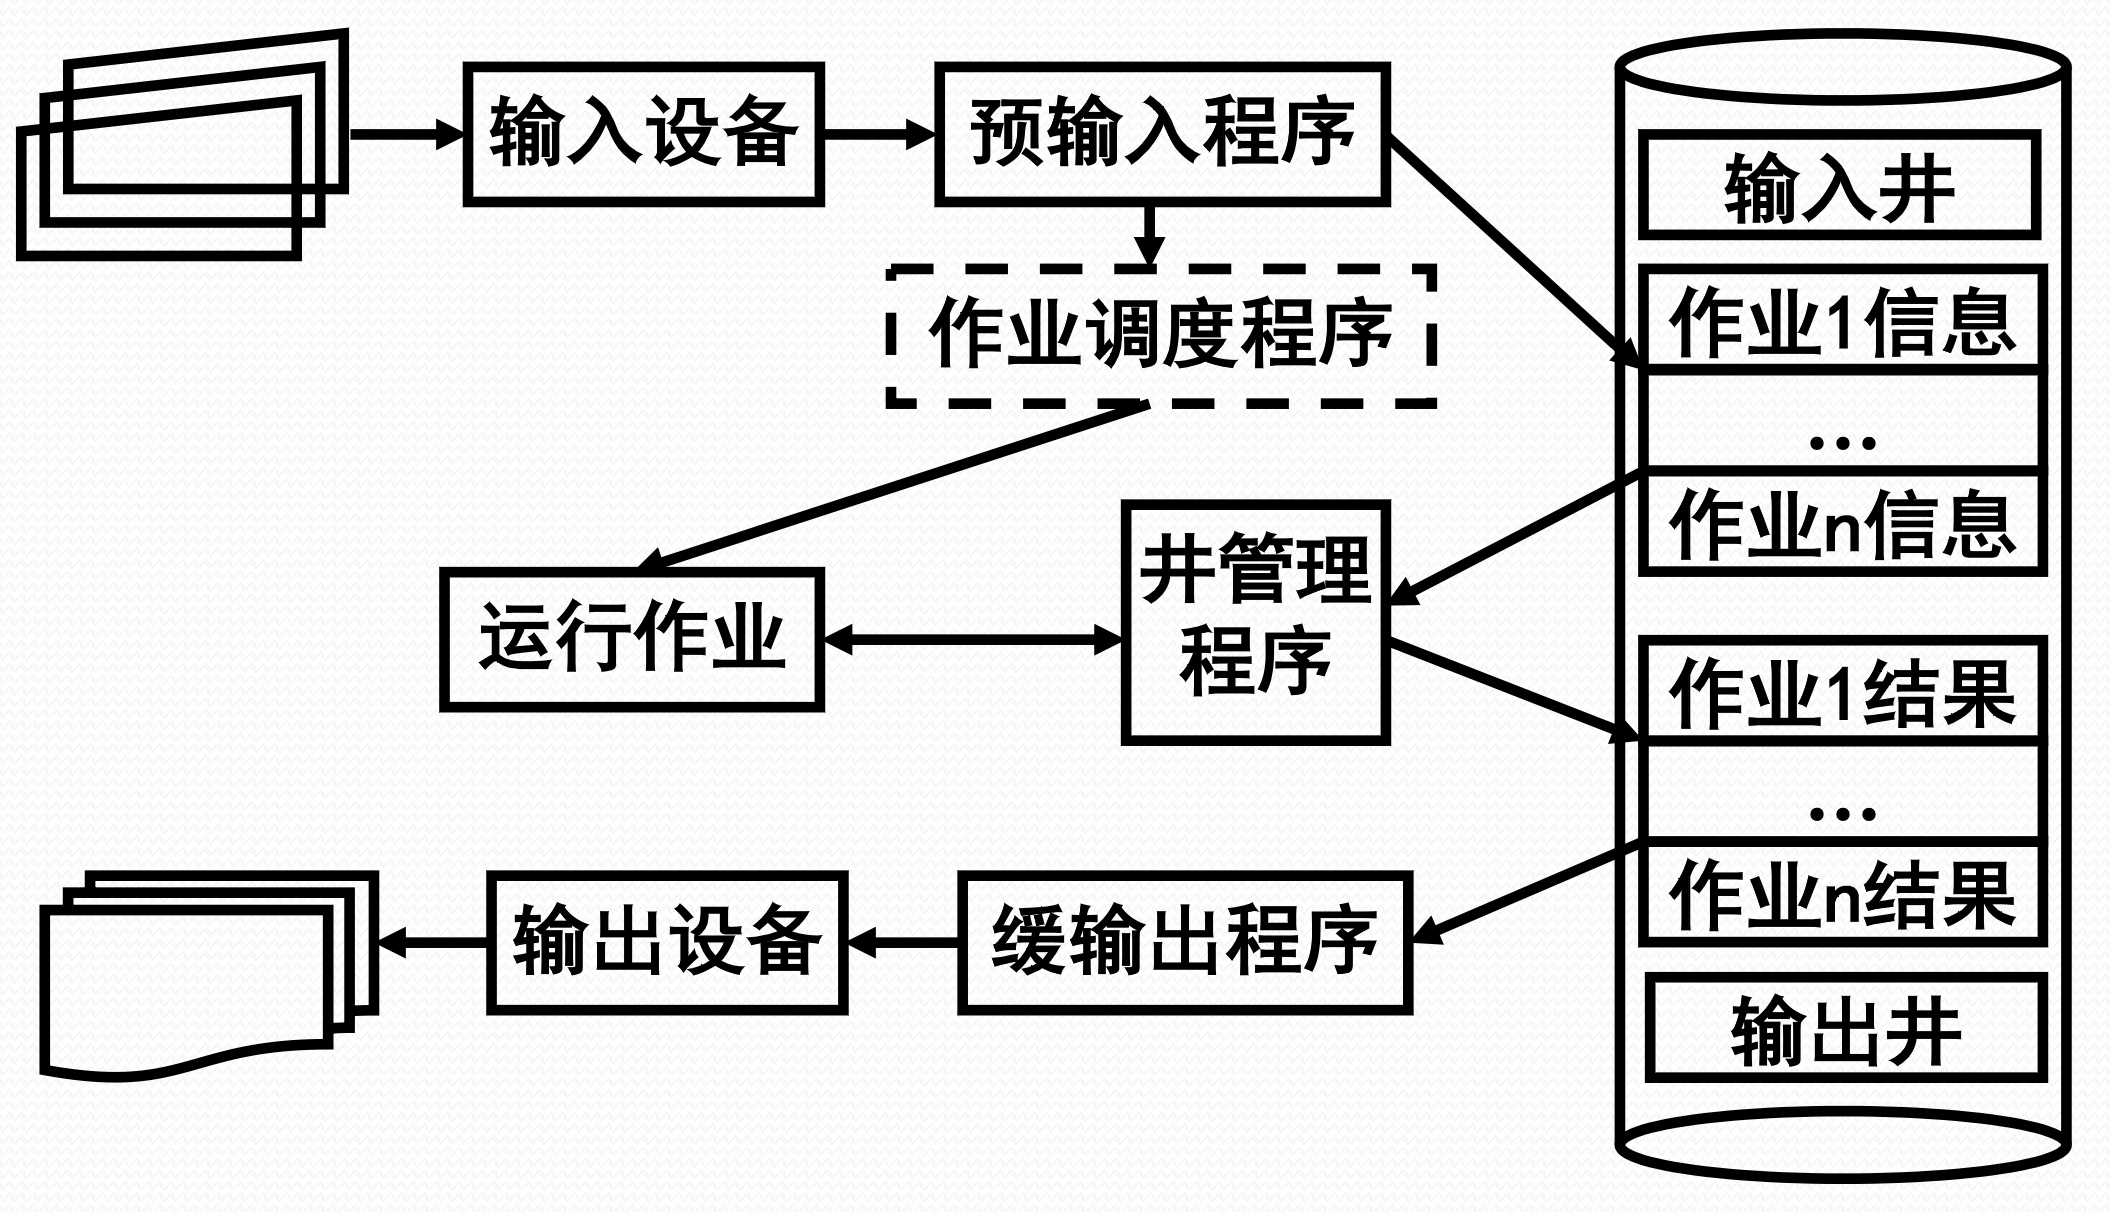 输入设备
预输入程序
输入井
作业调度程序
作业1信息
…
作业n信息
运行作业
井管理
程序
作业1结果
…
作业n结果
输出设备
缓输出程序
输出井